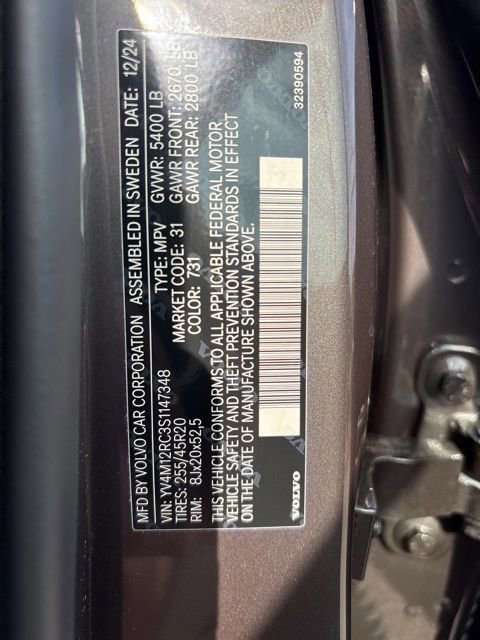 MFD BY VOLVO CAR CORPORATION ASSEMBLED IN SWEDEN DATE: 12/24
VIN: YV4M12RC3S1147348 TYPE: MPV GVWR: 5400 LB
TIRES: 255/45R20 MARKET CODE: 31 GAWR FRONT: 2670 LB
RIM: 8Jx20x52,5 COLOR: 731 GAWR REAR: 2800 LB
THIS VEHICLE CONFORMS TO ALL APPLICABLE FEDERAL MOTOR
VEHICLE SAFETY AND THEFT PREVENTION STANDARDS IN EFFECT
ON THE DATE OF MANUFACTURE SHOWN ABOVE.
VOLVO 32390594